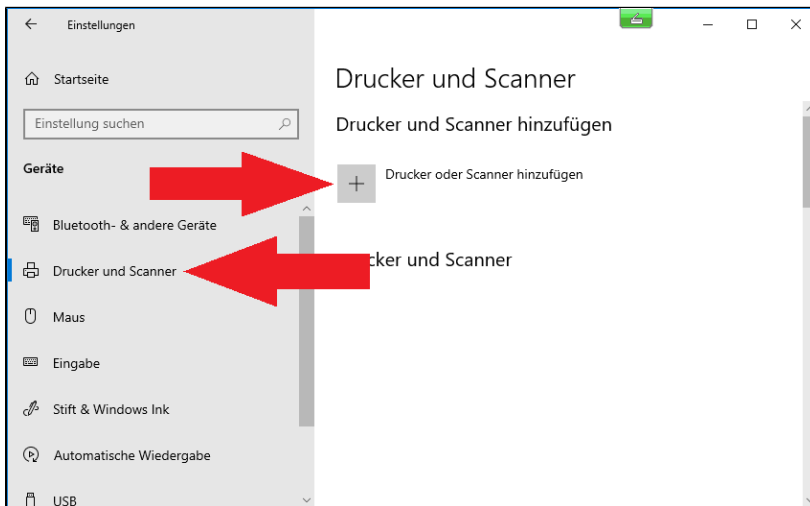 Einstellungen
Startseite
Einstellung suchen
Geräte
Bluetooth- & andere Geräte
Drucker und Scanner
Maus
Eingabe
Stift & Windows Ink
Automatische Wiedergabe
USB
Drucker und Scanner
Drucker und Scanner hinzufügen
Drucker oder Scanner hinzufügen
und Scanner